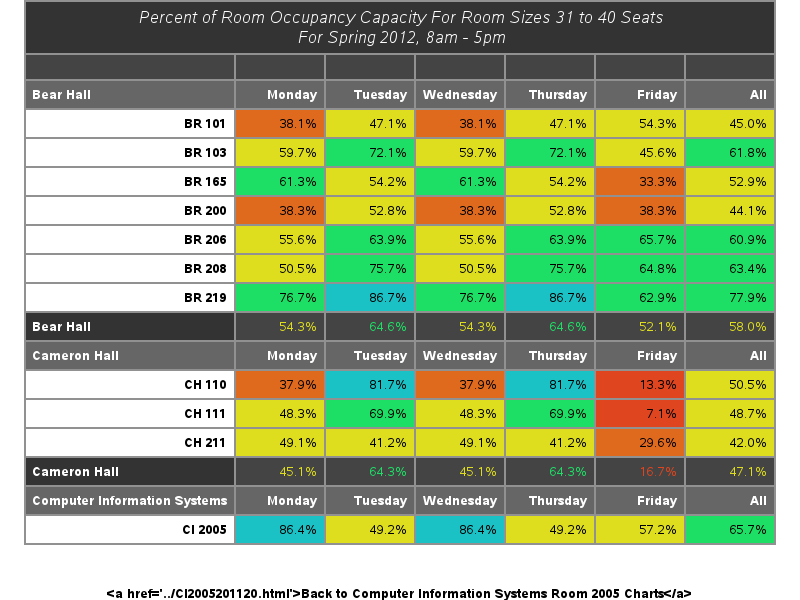 Percent of Room Occupancy Capacity For Room Sizes 31 to 40 Seats
For Spring 2012, 8am - 5pm
Bear Hall Monday Tuesday Wednesday Thursday Friday All
BR 101 38.1% 47.1% 38.1% 47.1% 54.3% 45.0%
BR 103 59.7% 72.1% 59.7% 72.1% 45.6% 61.8%
BR 165 61.3% 54.2% 61.3% 54.2% 33.3% 52.9%
BR 200 38.3% 52.8% 38.3% 52.8% 38.3% 44.1%
BR 206 55.6% 63.9% 55.6% 63.9% 65.7% 60.9%
BR 208 50.5% 75.7% 50.5% 75.7% 64.8% 63.4%
BR 219 76.7% 86.7% 76.7% 86.7% 62.9% 77.9%
Bear Hall 54.3% 64.6% 54.3% 64.6% 52.1% 58.0%
Cameron Hall Monday Tuesday Wednesday Thursday Friday All
CH 110 37.9% 81.7% 37.9% 81.7% 13.3% 50.5%
CH 111 48.3% 69.9% 48.3% 69.9% 7.1% 48.7%
CH 211 49.1% 41.2% 49.1% 41.2% 29.6% 42.0%
Cameron Hall 45.1% 64.3% 45.1% 64.3% 16.7% 47.1%
Computer Information Systems Monday Tuesday Wednesday Thursday Friday All
CI 2005 86.4% 49.2% 86.4% 49.2% 57.2% 65.7%
&lt;a href='../CI2005201120.html'&gt;Back to Computer Information Systems Room 2005 Charts&lt;/a&gt;